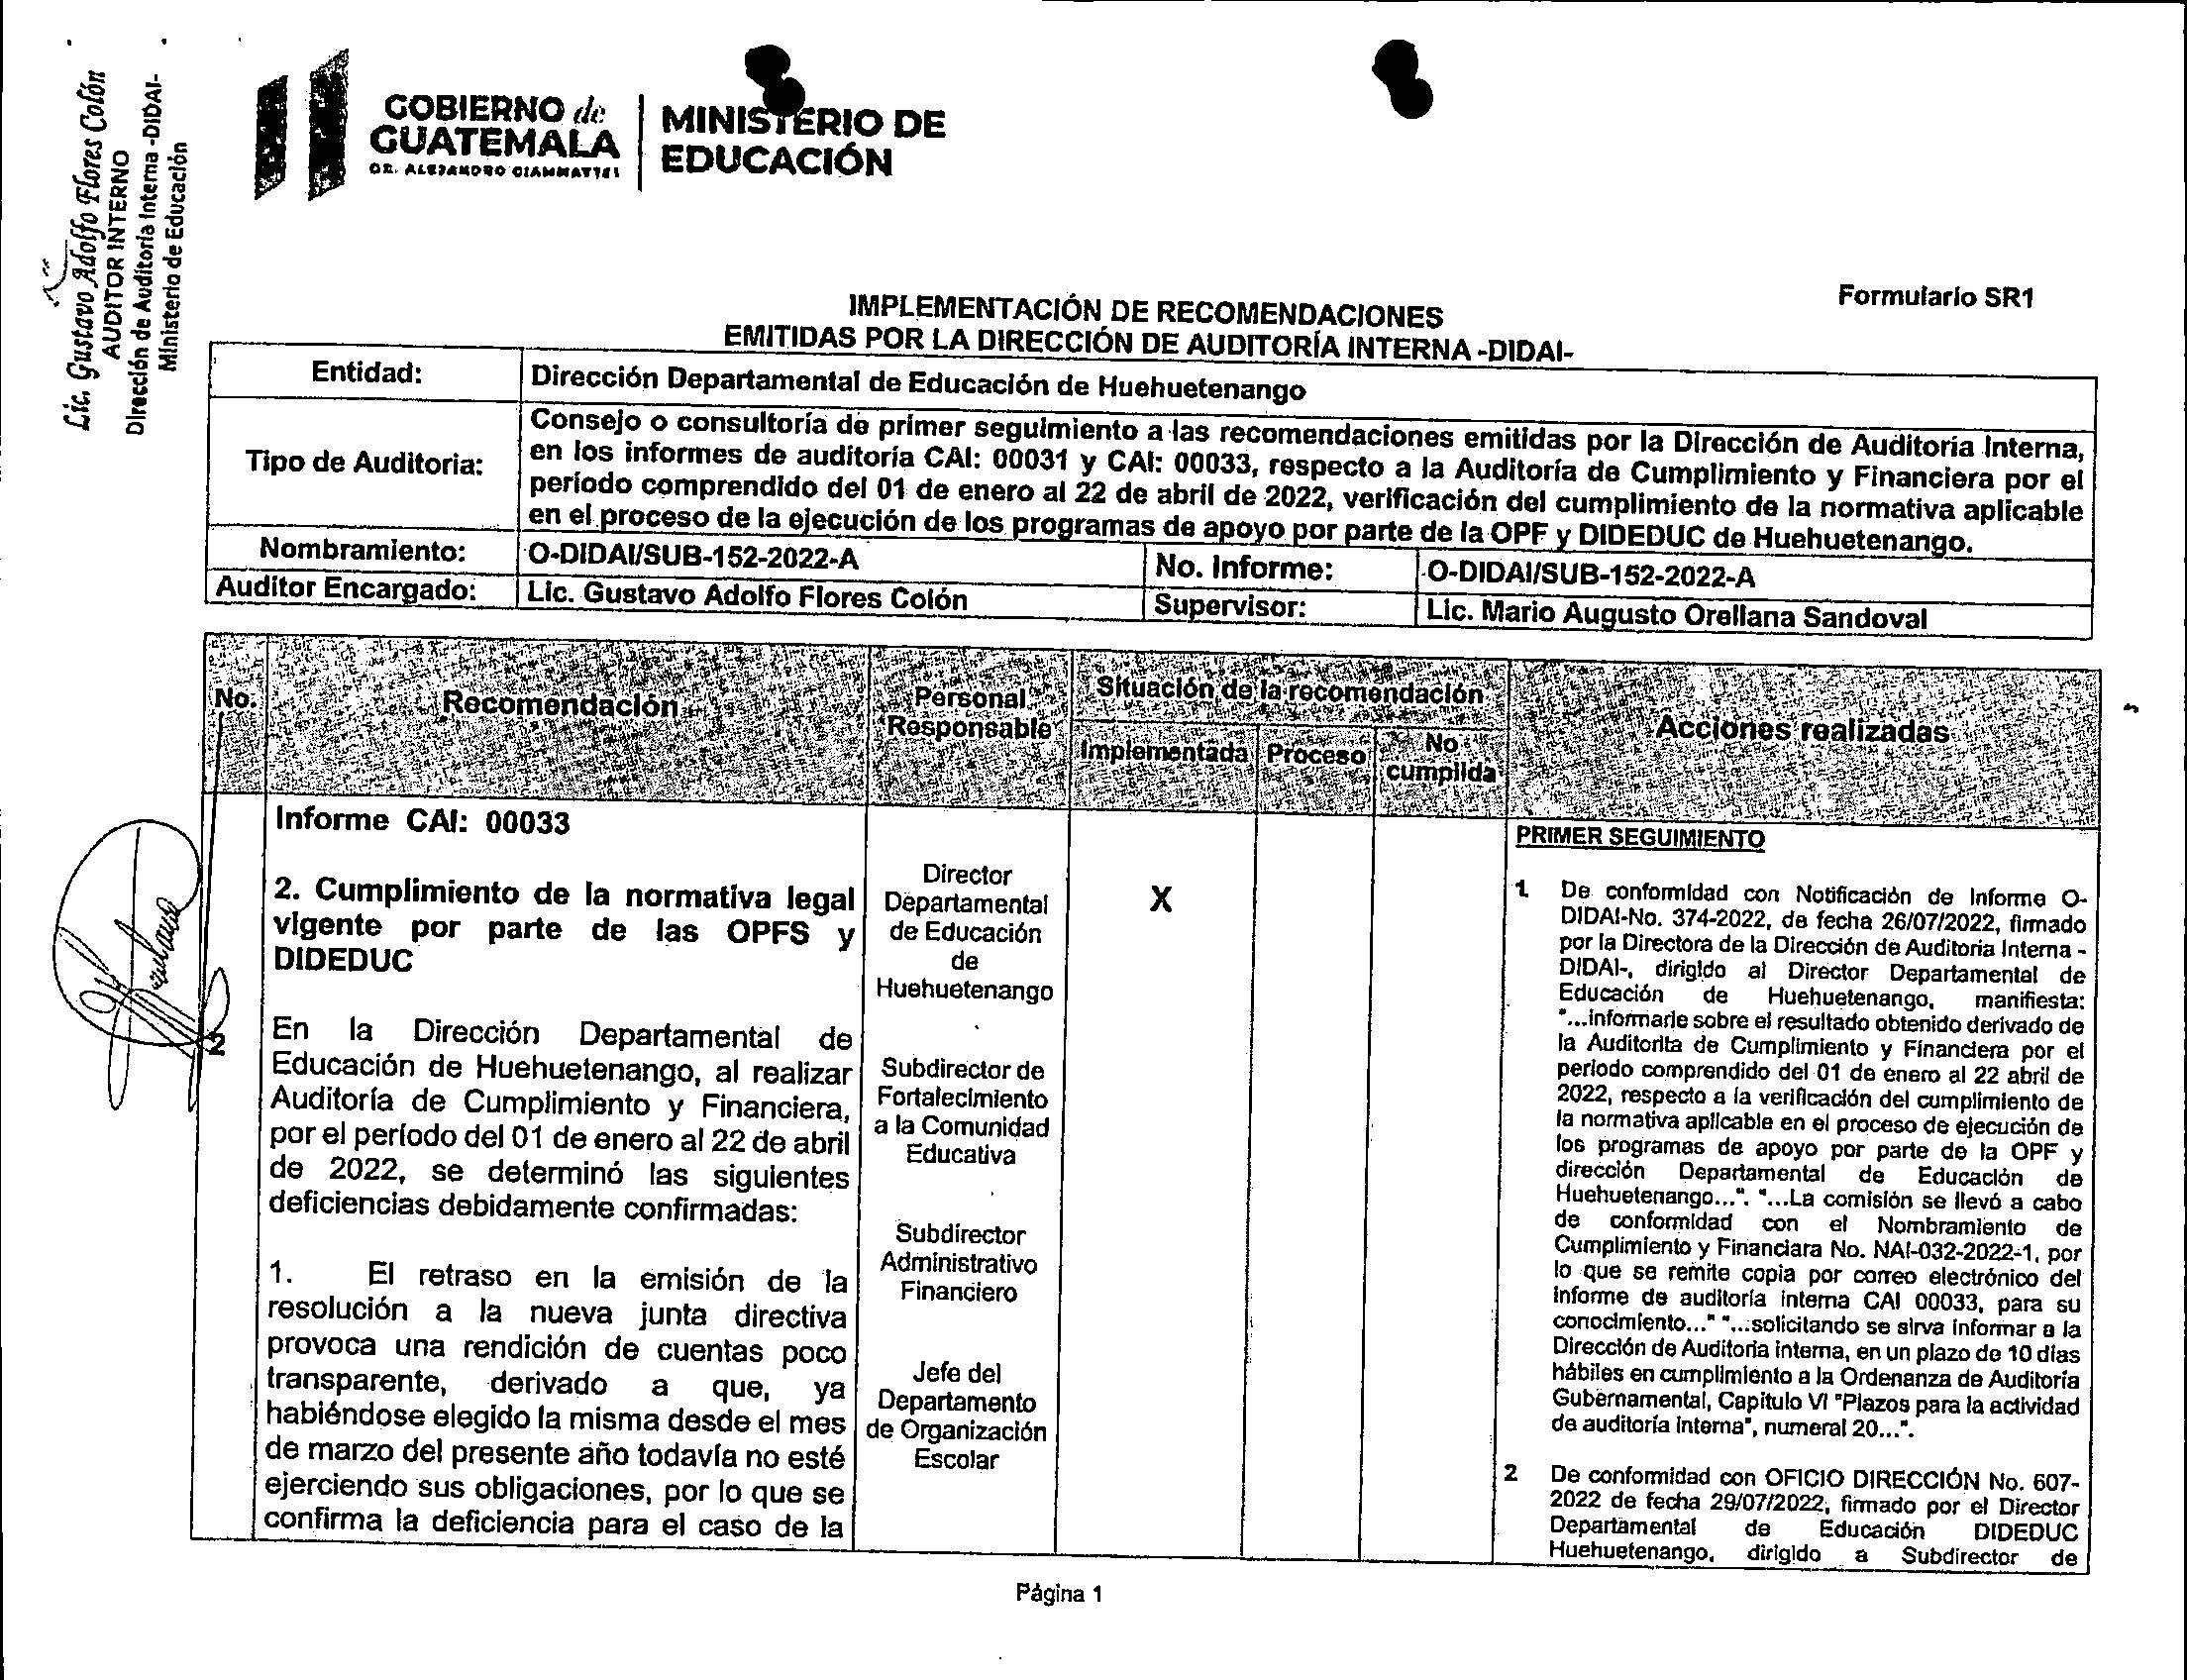 Lic. Gustavo Adolfo Flores Colón
AUDITOR INTERNO
Dirección de Auditoría Interna -DIDAI-
Ministerio de Educación
GOBIERNO de
GUATEMALA
DR. ALEJANDRO GIAMMATTEI
MINISTERIO DE
EDUCACIÓN
Formulario SR1
IMPLEMENTACIÓN DE RECOMENDACIONES
EMITIDAS POR LA DIRECCIÓN DE AUDITORÍA INTERNA -DIDAI-
Entidad:
Dirección Departamental de Educación de Huehuetenango
Tipo de Auditoria:
Consejo o consultoría de primer seguimiento a las recomendaciones emitidas por la Dirección de Auditoría Interna,
en los informes de auditoría CAI: 00031 y CAI: 00033, respecto a la Auditoría de Cumplimiento y Financiera por el
período comprendido del 01 de enero al 22 de abril de 2022, verificación del cumplimiento de la normativa aplicable
en el proceso de la ejecución de los programas de apoyo por parte de la OPF y DIDEDUC de Huehuetenango.
Nombramiento:
O-DIDAI/SUB-152-2022-A
No. Informe:
O-DIDAI/SUB-152-2022-A
Auditor Encargado:
Lic. Gustavo Adolfo Flores Colón
Supervisor:
Lic. Mario Augusto Orellana Sandoval
No.
Recomendación
Personal
Responsable
Situación de la recomendación
Implementada
Proceso
No
cumplida
Acciones realizadas
2
Informe CAI: 00033
2. Cumplimiento de la normativa legal
vigente por parte de las OPFS y
DIDEDUC
En la Dirección Departamental de
Educación de Huehuetenango, al realizar
Auditoría de Cumplimiento y Financiera,
por el período del 01 de enero al 22 de abril
de 2022, se determinó las siguientes
deficiencias debidamente confirmadas:
1. El retraso en la emisión de la
resolución a la nueva junta directiva
provoca una rendición de cuentas poco
transparente, derivado a que, ya
habiéndose elegido la misma desde el mes
de marzo del presente año todavía no esté
ejerciendo sus obligaciones, por lo que se
confirma la deficiencia para el caso de la
Director
Departamental
de Educación
de
Huehuetenango
Subdirector de
Fortalecimiento
a la Comunidad
Educativa
Subdirector
Administrativo
Financiero
Jefe del
Departamento
de Organización
Escolar
X
PRIMER SEGUIMIENTO
1 De conformidad con Notificación de Informe O-
DIDAI-No. 374-2022, de fecha 26/07/2022, firmado
por la Directora de la Dirección de Auditoría Interna -
DIDAI-, dirigido al Director Departamental de
Educación de Huehuetenango, manifiesta:
"...informarle sobre el resultado obtenido derivado de
la Auditorita de Cumplimiento y Financiera por el
período comprendido del 01 de enero al 22 abril de
2022, respecto a la verificación del cumplimiento de
la normativa aplicable en el proceso de ejecución de
los programas de apoyo por parte de la OPF y
dirección Departamental de Educación de
Huehuetenango...". "...La comisión se llevó a cabo
de conformidad con el Nombramiento de
Cumplimiento y Financiara No. NAI-032-2022-1, por
lo que se remite copia por correo electrónico del
informe de auditoría interna CAI 00033, para su
conocimiento..." "...solicitando se sirva informar a la
Dirección de Auditoria interna, en un plazo de 10 días
hábiles en cumplimiento a la Ordenanza de Auditoría
Gubernamental, Capitulo VI "Plazos para la actividad
de auditoría interna", numeral 20...".
2 De conformidad con OFICIO DIRECCIÓN No. 607-
2022 de fecha 29/07/2022, firmado por el Director
Departamental de Educación DIDEDUC
Huehuetenango, dirigido a Subdirector de
Página 1